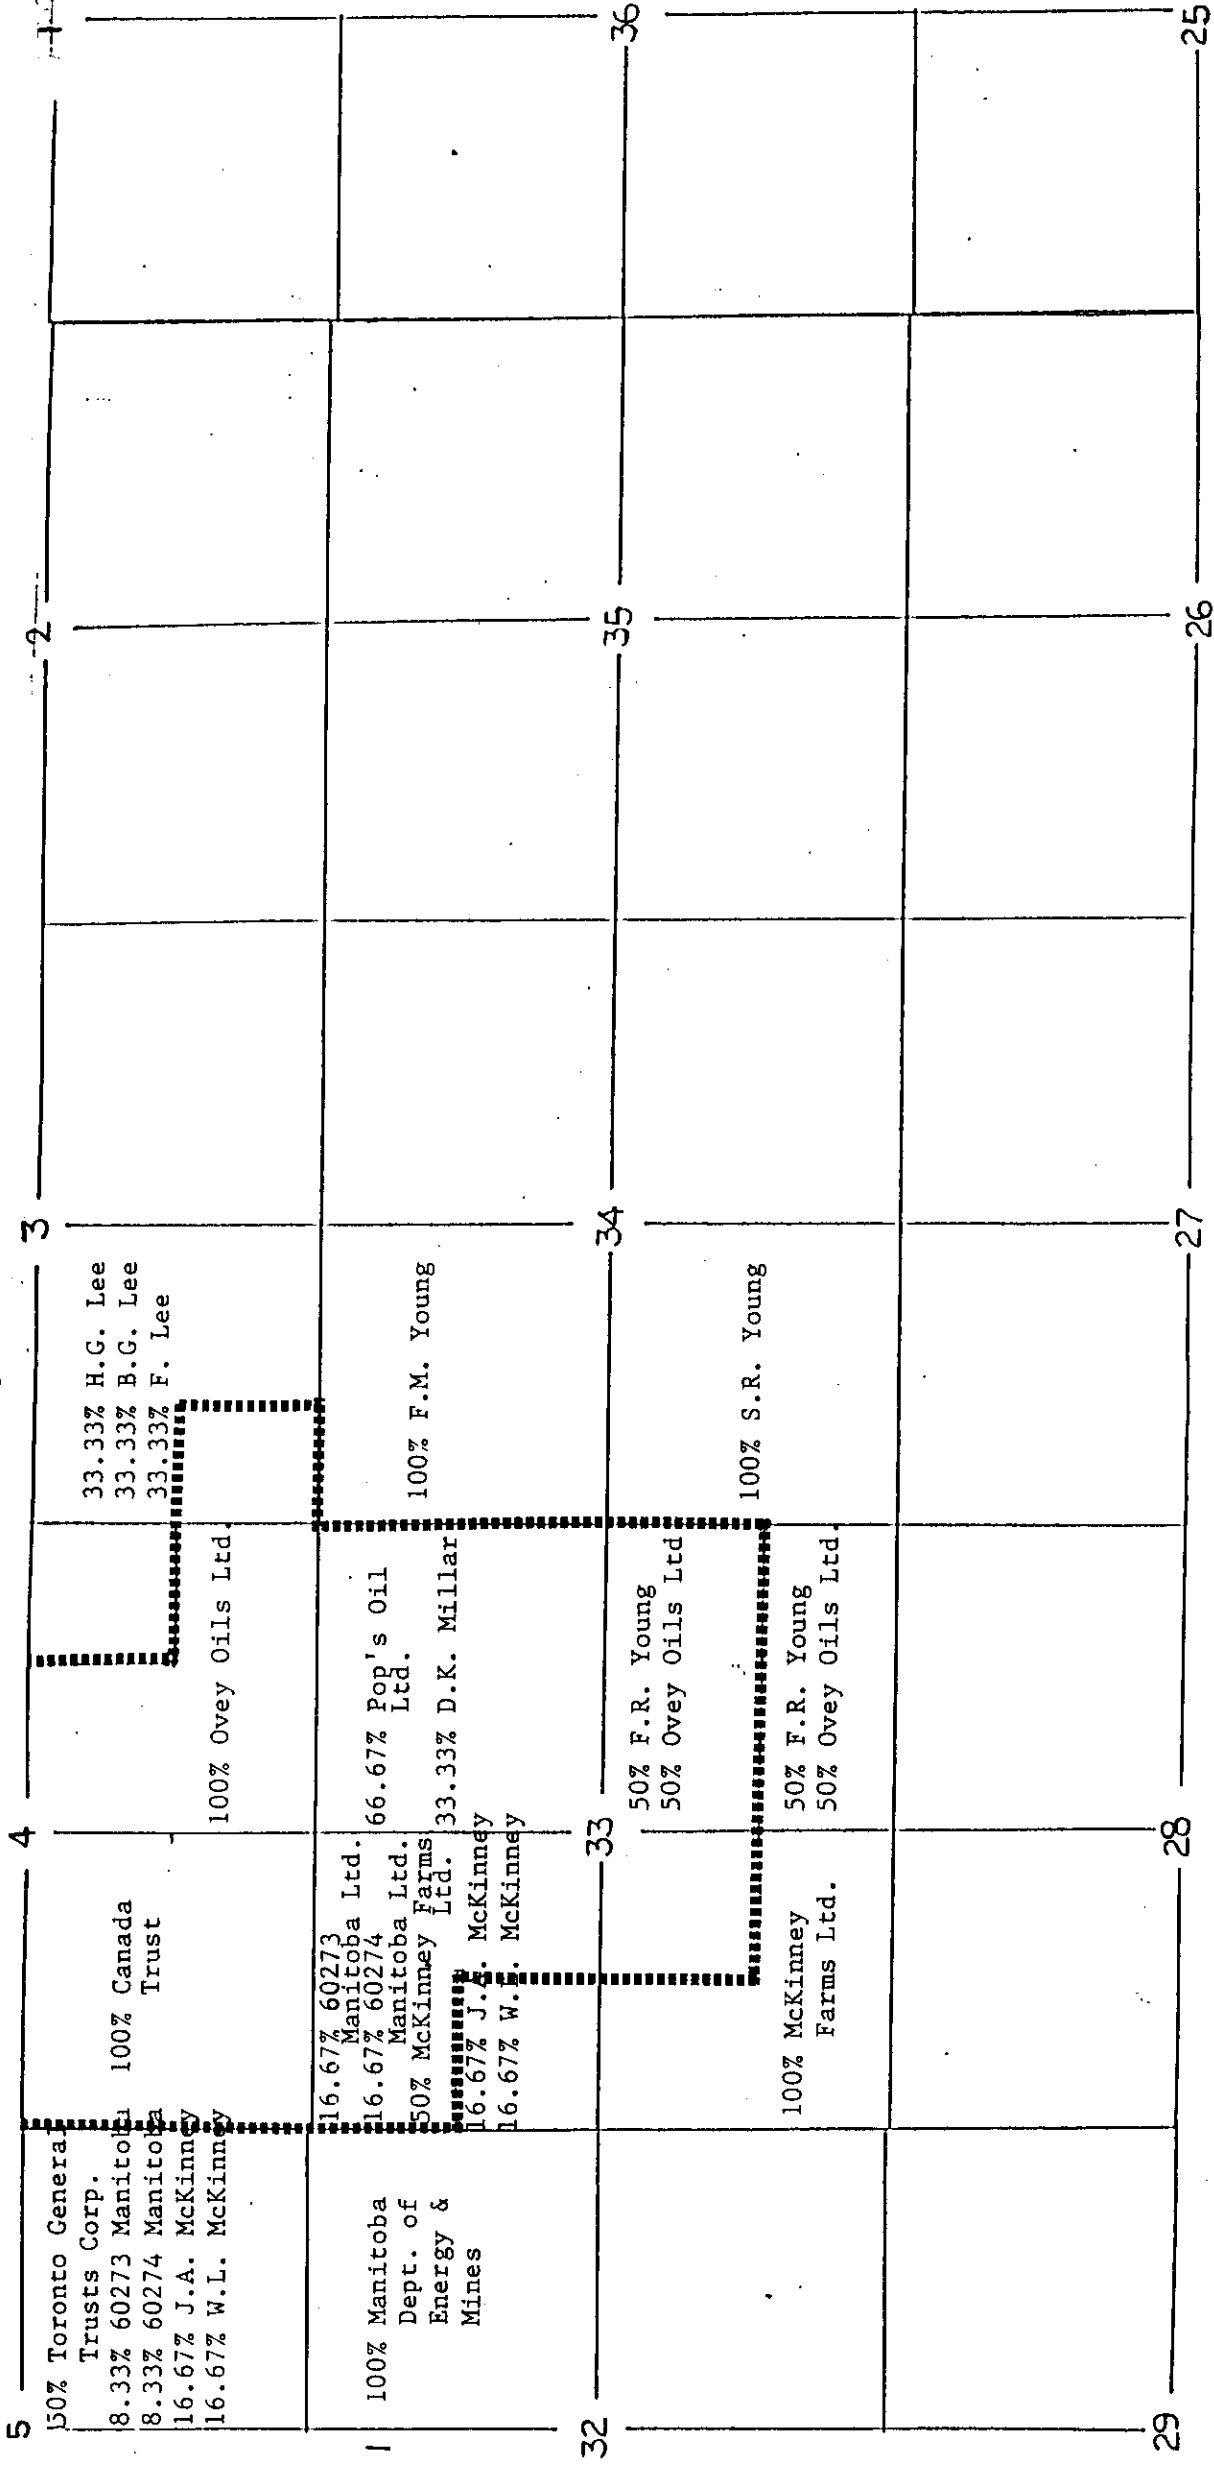 5
4
3
2
50% Toronto General
Trusts Corp.
8.33% 60273 Manitoba
8.33% 60274 Manitoba
16.67% J.A. McKinney
16.67% W.L. McKinney
100% Canada
Trust
100% Ovey Oils Ltd.
33.33% H.G. Lee
33.33% B.G. Lee
33.33% F. Lee
100% Manitoba
Dept. of
Energy &
Mines
16.67% 60273
Manitoba Ltd.
16.67% 60274
Manitoba Ltd.
50% McKinney Farms
Ltd.
16.67% J.A. McKinney
16.67% W.L. McKinney
66.67% Pop's Oil
Ltd.
33.33% D.K. Millar
100% F.M. Young
32
33
34
35
36
100% McKinney
Farms Ltd.
50% F.R. Young
50% Ovey Oils Ltd
50% F.R. Young
50% Ovey Oils Ltd.
100% S.R. Young
29
28
27
26
25